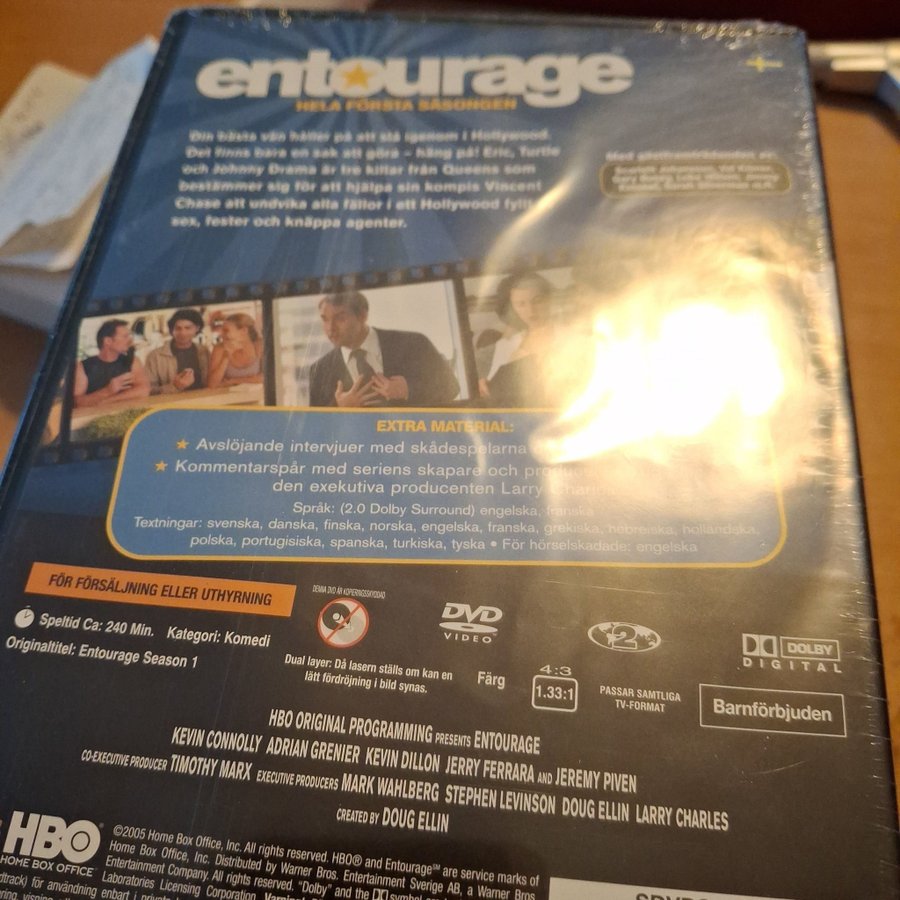 entourage
HELA FÖRSTA SÄSONGEN
Din bästa vän håller på att slå igenom i Hollywood.
Det finns bara en sak att göra – häng på! Eric, Turtle
och Johnny Drama är tre killar från Queens som
bestämmer sig för att hjälpa sin kompis Vincent
Chase att undvika alla fällor i ett Hollywood fyllt
sex, fester och knäppa agenter.
EXTRA MATERIAL:
Avslöjande intervjuer med skådespelarna
Kommentarspår med seriens skapare och
den exekutiva producenten Larry
Språk: (2.0 Dolby Surround) engelska, franska
Textningar: svenska, danska, finska, norska, engelska, franska, grekiska, hebreiska, holländska,
polska, portugisiska, spanska, turkiska, tyska • För hörselskadade: engelska
FÖR FÖRSÄLJNING ELLER UTHYRNING
DENNA DVD ÄR KOPIERINGSSKYDDAD
Speltid Ca: 240 Min. Kategori: Komedi
Originaltitel: Entourage Season 1
Dual layer: Då lasern ställs om kan en
lätt fördröjning i bild synas.
DVD
VIDEO
Färg
4:3
1.33:1
2
PASSAR SAMTLIGA
TV-FORMAT
DOLBY
DIGITAL
Barnförbjuden
HBO ORIGINAL PROGRAMMING PRESENTS ENTOURAGE
KEVIN CONNOLLY ADRIAN GRENIER KEVIN DILLON JERRY FERRARA AND JEREMY PIVEN
CO-EXECUTIVE PRODUCER TIMOTHY MARX EXECUTIVE PRODUCERS MARK WAHLBERG STEPHEN LEVINSON DOUG ELLIN LARRY CHARLES
CREATED BY DOUG ELLIN
HBO
HOME BOX OFFICE
©2005 Home Box Office, Inc. All rights reserved. HBO® and Entourage℠ are service marks of
Home Box Office, Inc. Distributed by Warner Bros. Entertainment Sverige AB, a Warner Bros
Entertainment Company. All rights reserved. "Dolby" and the symbol are
Laboratories Licensing Corporation.
för användning enbart i